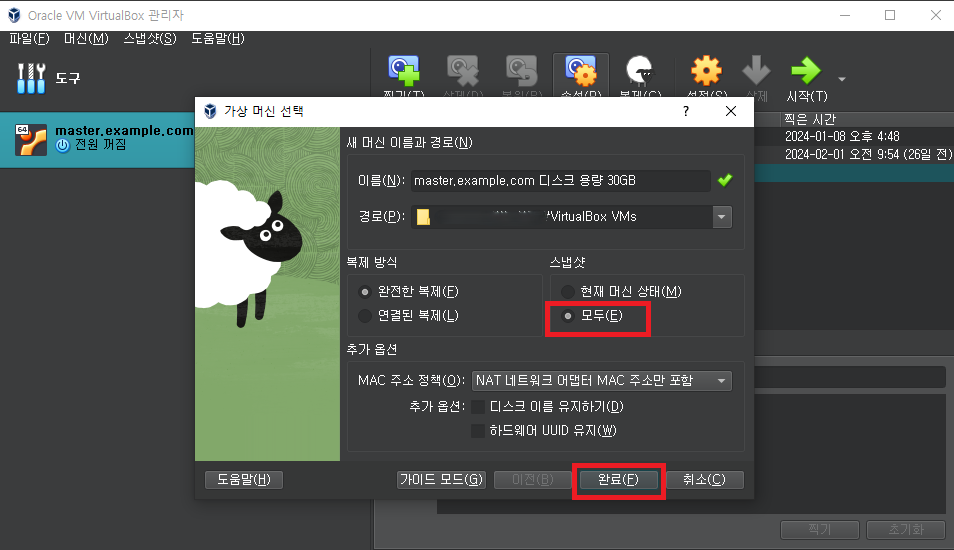 Oracle VM VirtualBox 관리자
파일(F) 머신(M) 스냅샷(S) 도움말(H)
도구
찍기(T) 삭제(D) 복원(R) 속성(P) 복제(C) 설정(S) 삭제 시작(T)
가상 머신 선택
찍은 시간
64
master.example.com
전원 꺼짐
2024-01-08 오후 4:48
2024-02-01 오전 9:54 (26일 전)
새 머신 이름과 경로(N)
이름(N): master.example.com 디스크 용량 30GB
경로(P): VirtualBox VMs
복제 방식
스냅샷
완전한 복제(F)
현재 머신 상태(M)
연결된 복제(L)
모두(E)
추가 옵션
MAC 주소 정책(O): NAT 네트워크 어댑터 MAC 주소만 포함
추가 옵션: 디스크 이름 유지하기(D)
하드웨어 UUID 유지(W)
도움말(H) 가이드 모드(G) 이전(B) 완료(F) 취소(C)
찍기 초기화